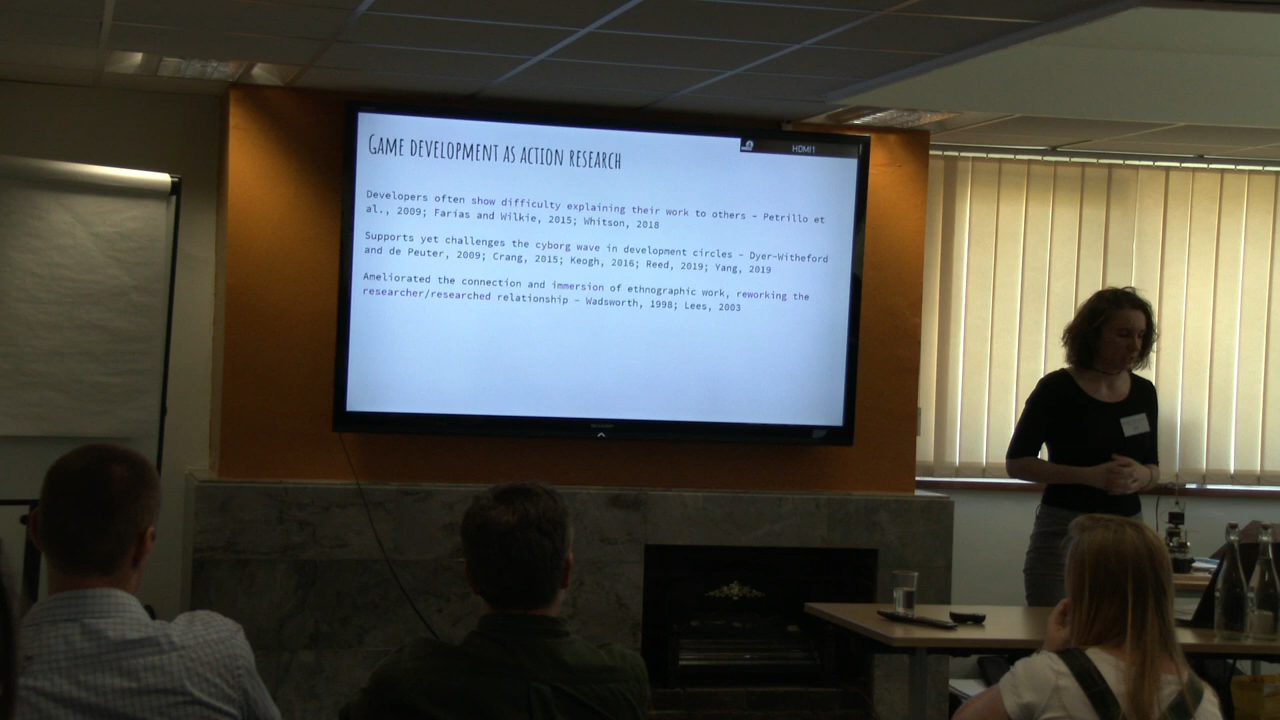 GAME DEVELOPMENT AS ACTION RESEARCH
HDMI1
Developers often show difficulty explaining their work to others – Petrillo et
al., 2009; Farias and Wilkie, 2015; Whitson, 2018
Supports yet challenges the cyborg wave in development circles – Dyer-Witheford
and de Peuter, 2009; Crang, 2015; Keogh, 2016; Reed, 2019; Yang, 2019
Ameliorated the connection and immersion of ethnographic work, reworking the
researcher/researched relationship – Wadsworth, 1998; Lees, 2003